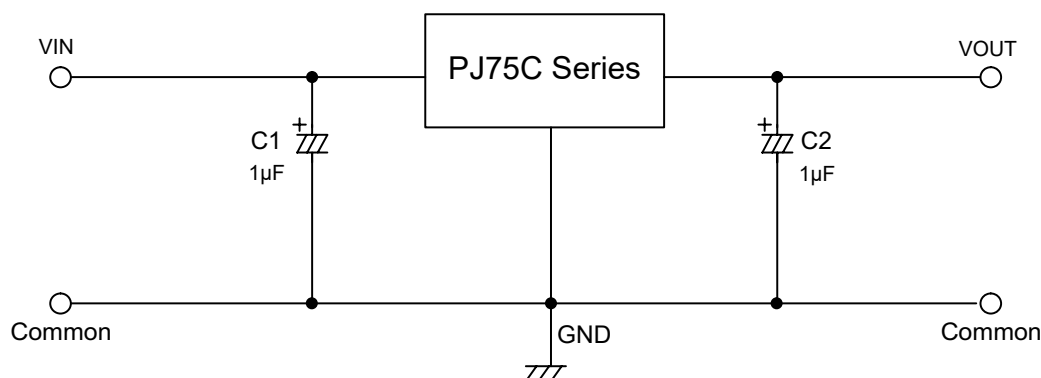 VIN
PJ75C Series
VOUT
+
C1
1µF
+
C2
1µF
Common
GND
Common